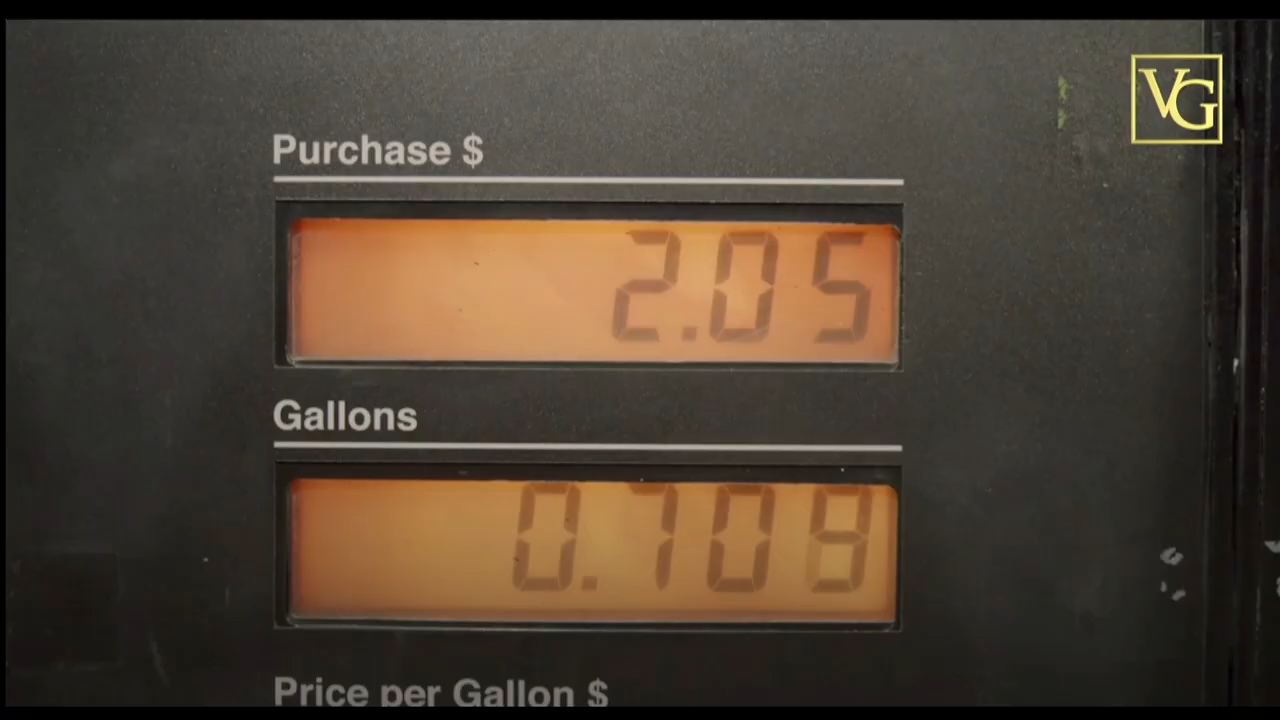 VG
Purchase $
2.05
Gallons
0.708
Price per Gallon $